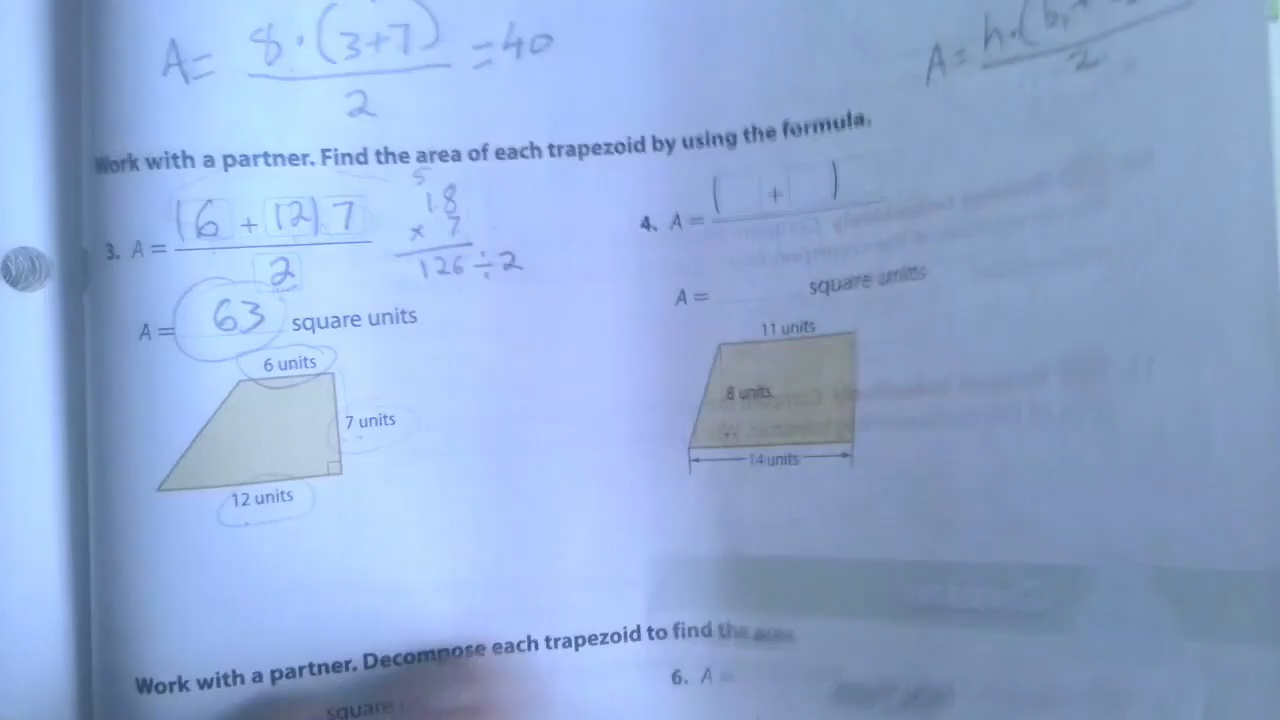 A = 8 · (3+7) / 2 = 40
A = h·(b₁+ / 2
Work with a partner. Find the area of each trapezoid by using the formula.
3. A = (6 + 12) 7 / 2
5
18
× 7
126 ÷ 2
A = 63 square units
6 units
7 units
12 units
4. A = ( + )
A = square units
11 units
8 units
14 units
Work with a partner. Decompose each trapezoid to find the area
6. A =
square